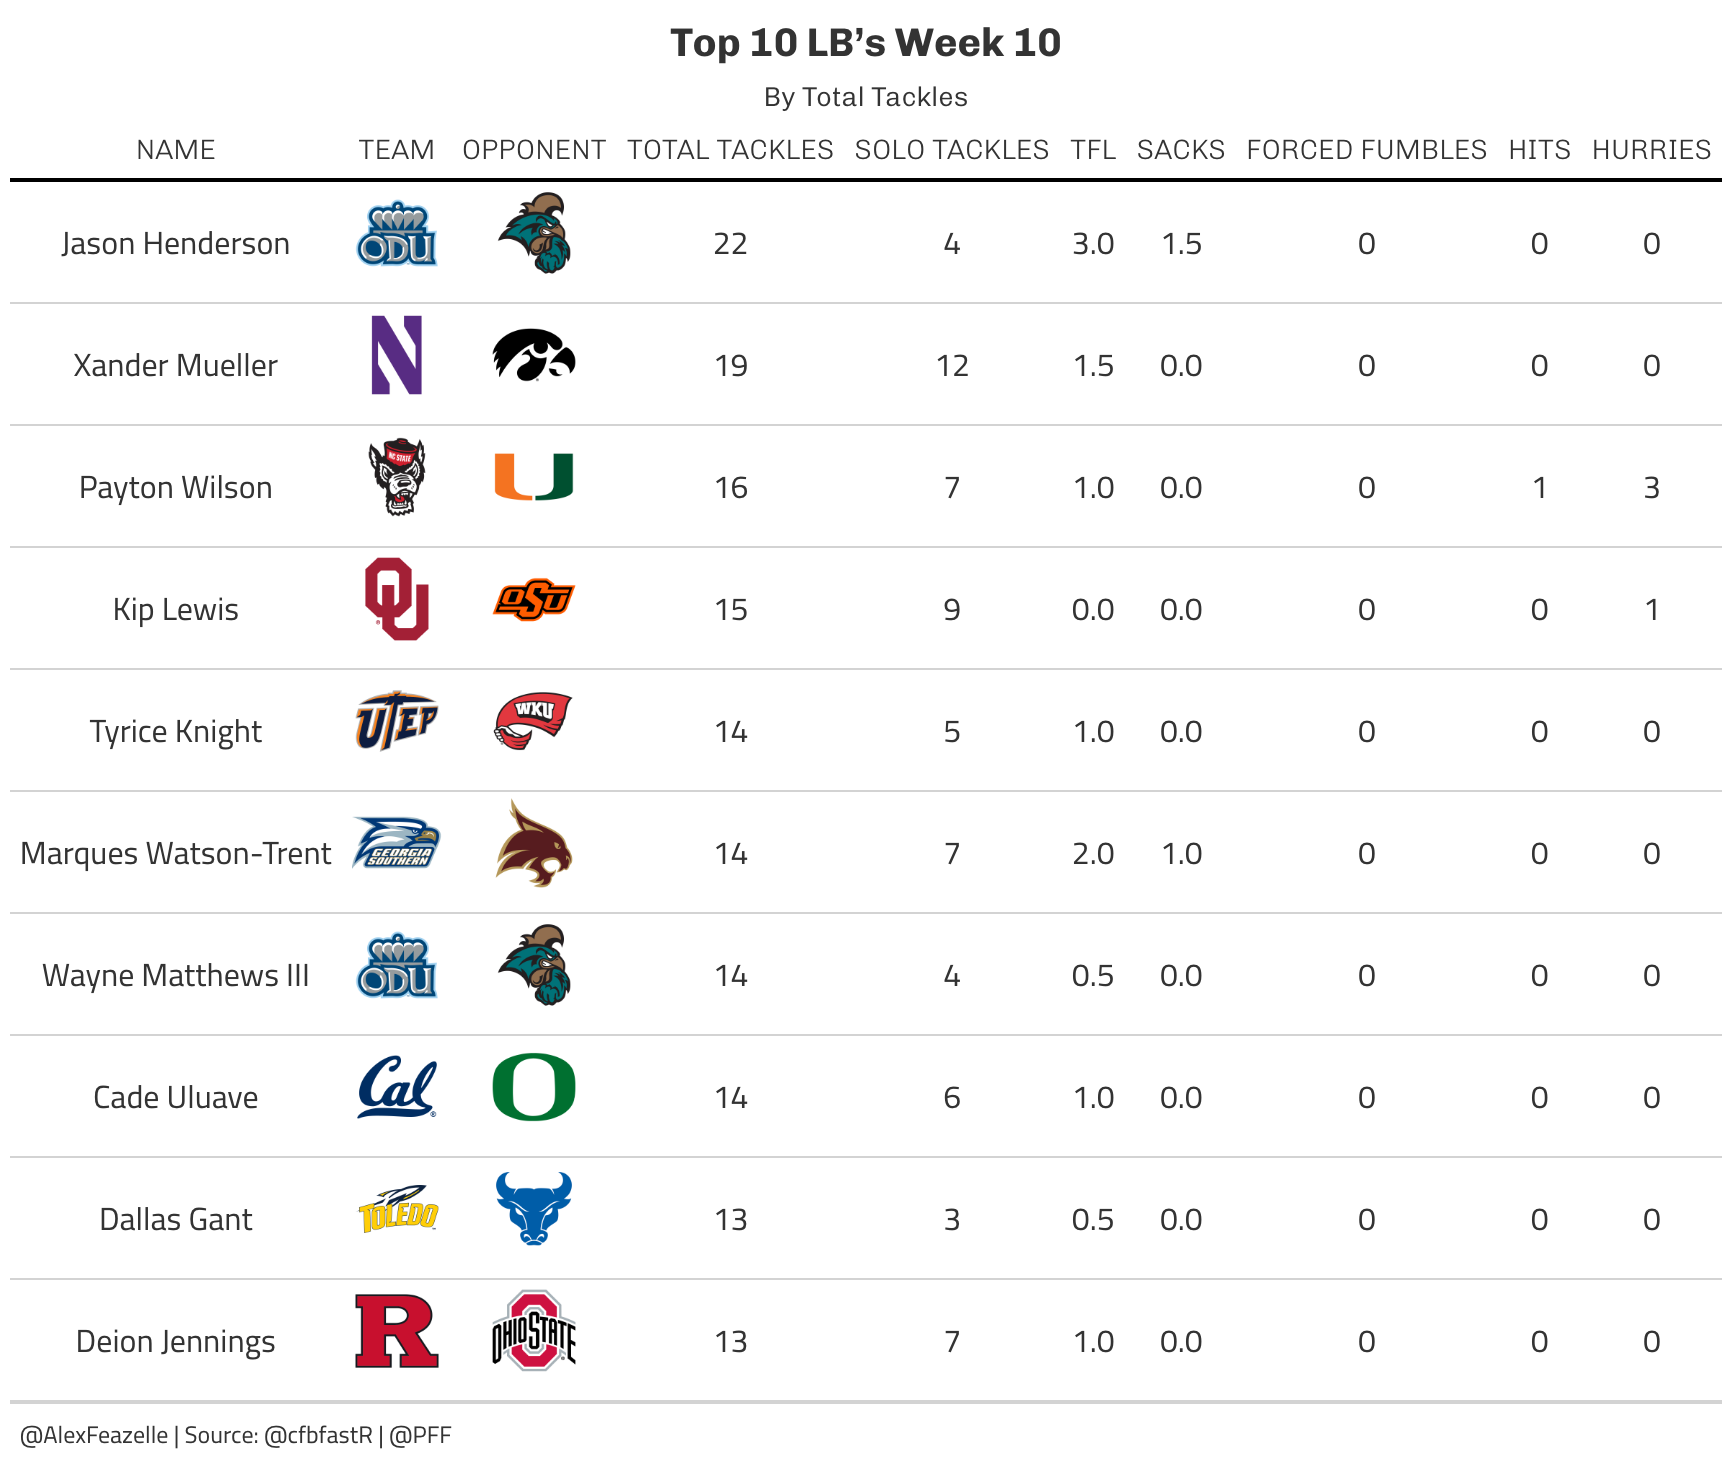 Top 10 LB’s Week 10
By Total Tackles
NAME TEAM OPPONENT TOTAL TACKLES SOLO TACKLES TFL SACKS FORCED FUMBLES HITS HURRIES
Jason Henderson ODU 22 4 3.0 1.5 0 0 0
Xander Mueller N 19 12 1.5 0.0 0 0 0
Payton Wilson NC STATE U 16 7 1.0 0.0 0 1 3
Kip Lewis OU OSU 15 9 0.0 0.0 0 0 1
Tyrice Knight UTEP WKU 14 5 1.0 0.0 0 0 0
Marques Watson-Trent GEORGIA SOUTHERN 14 7 2.0 1.0 0 0 0
Wayne Matthews III ODU 14 4 0.5 0.0 0 0 0
Cade Uluave Cal O 14 6 1.0 0.0 0 0 0
Dallas Gant TOLEDO 13 3 0.5 0.0 0 0 0
Deion Jennings R OHIO STATE 13 7 1.0 0.0 0 0 0
@AlexFeazelle | Source: @cfbfastR | @PFF